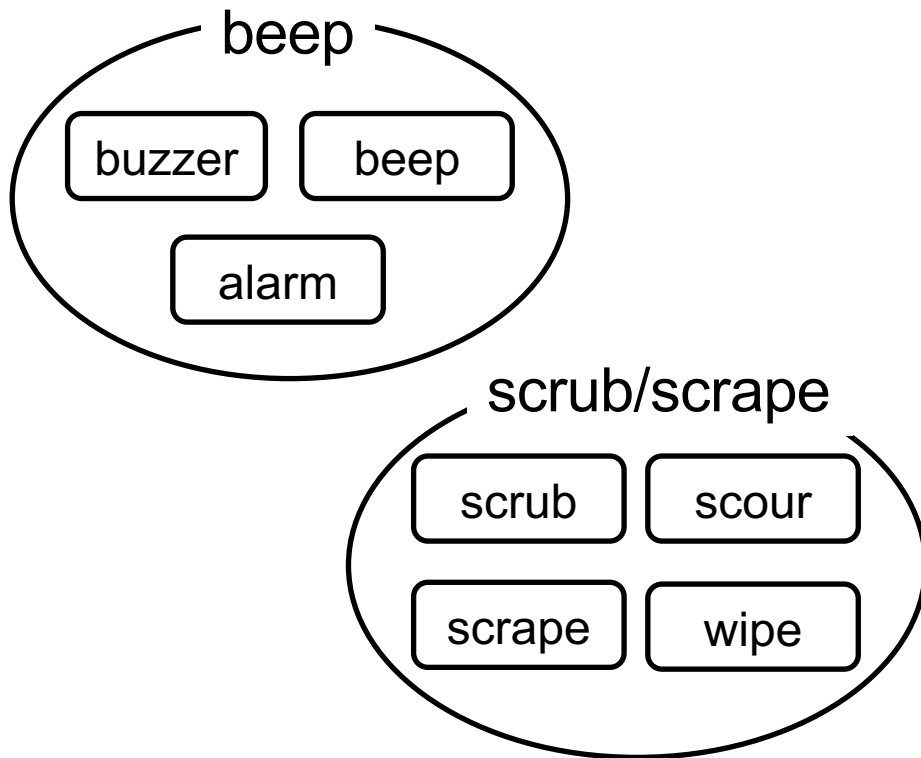 beep
buzzer beep
alarm
scrub/scrape
scrub scour
scrape wipe